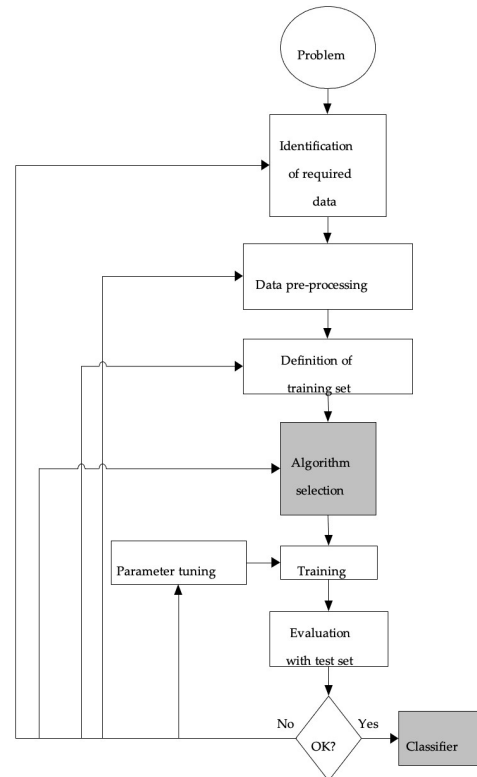 Problem
Identification
of required
data
Data pre-processing
Definition of
training set
Algorithm
selection
Parameter tuning
Training
Evaluation
with test set
No
Yes
OK?
Classifier